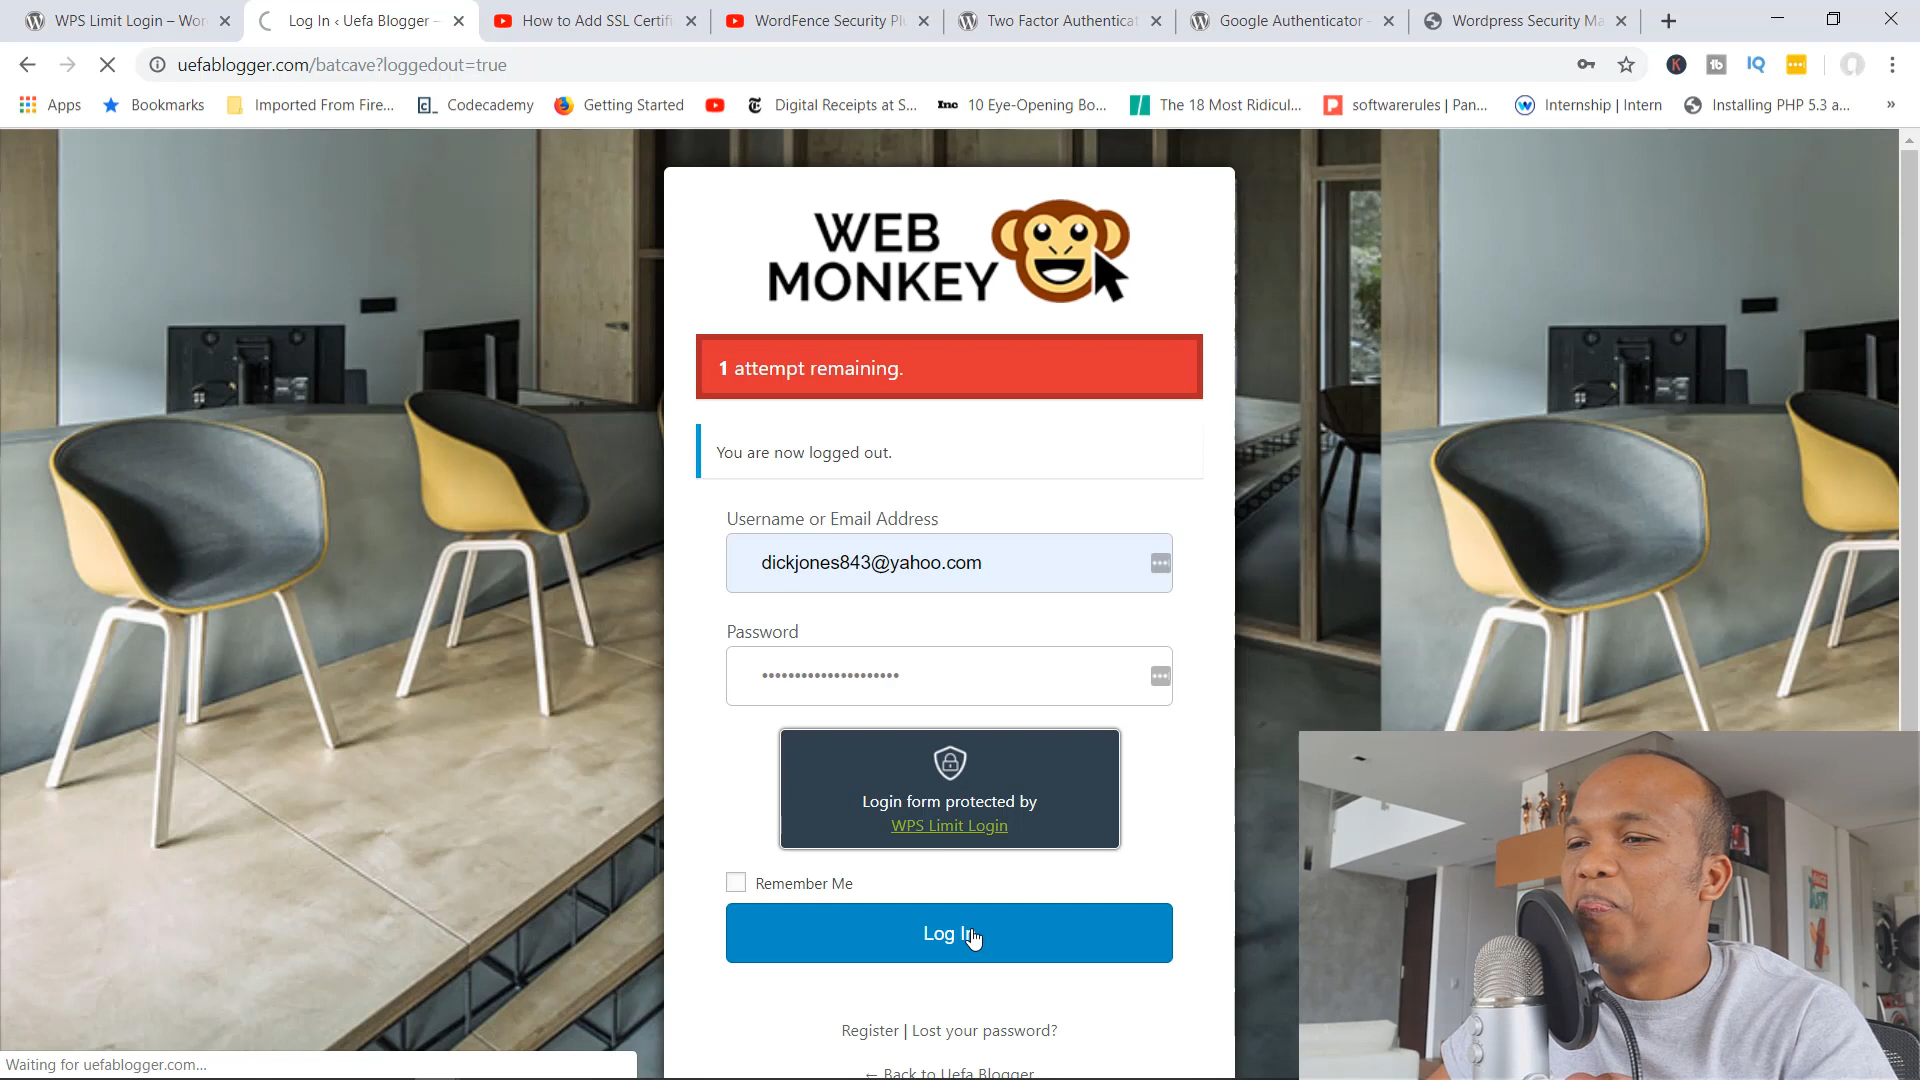 WPS Limit Login – Wor
Log In ‹ Uefa Blogger –
How to Add SSL Certifi
WordFence Security Pl
Two Factor Authenticat
Google Authenticator -
Wordpress Security Ma
uefablogger.com/batcave?loggedout=true
Apps
Bookmarks
Imported From Fire...
Codecademy
Getting Started
Digital Receipts at S...
Inc 10 Eye-Opening Bo...
The 18 Most Ridicul...
softwarerules | Pan...
Internship | Intern
Installing PHP 5.3 a...
WEB
MONKEY
1 attempt remaining.
You are now logged out.
Username or Email Address
dickjones843@yahoo.com
Password
Login form protected by
WPS Limit Login
Remember Me
Log In
Register | Lost your password?
← Back to Uefa Blogger
Waiting for uefablogger.com...